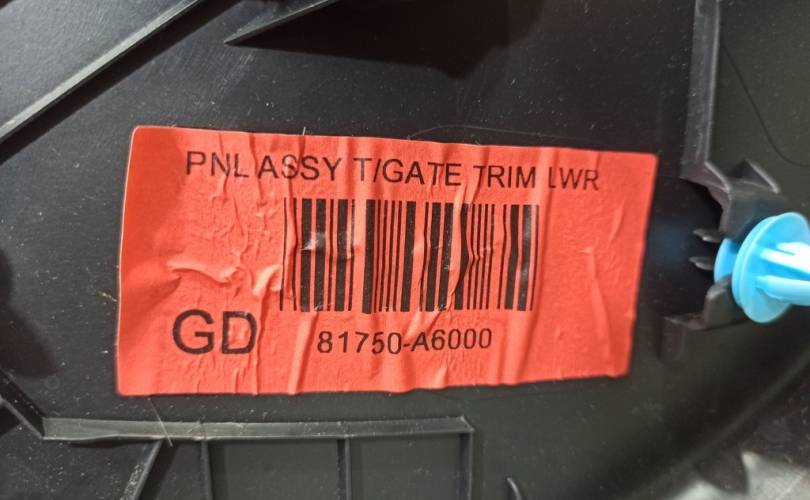 PNL ASSY T/GATE TRIM LWR
GD
81750-A6000